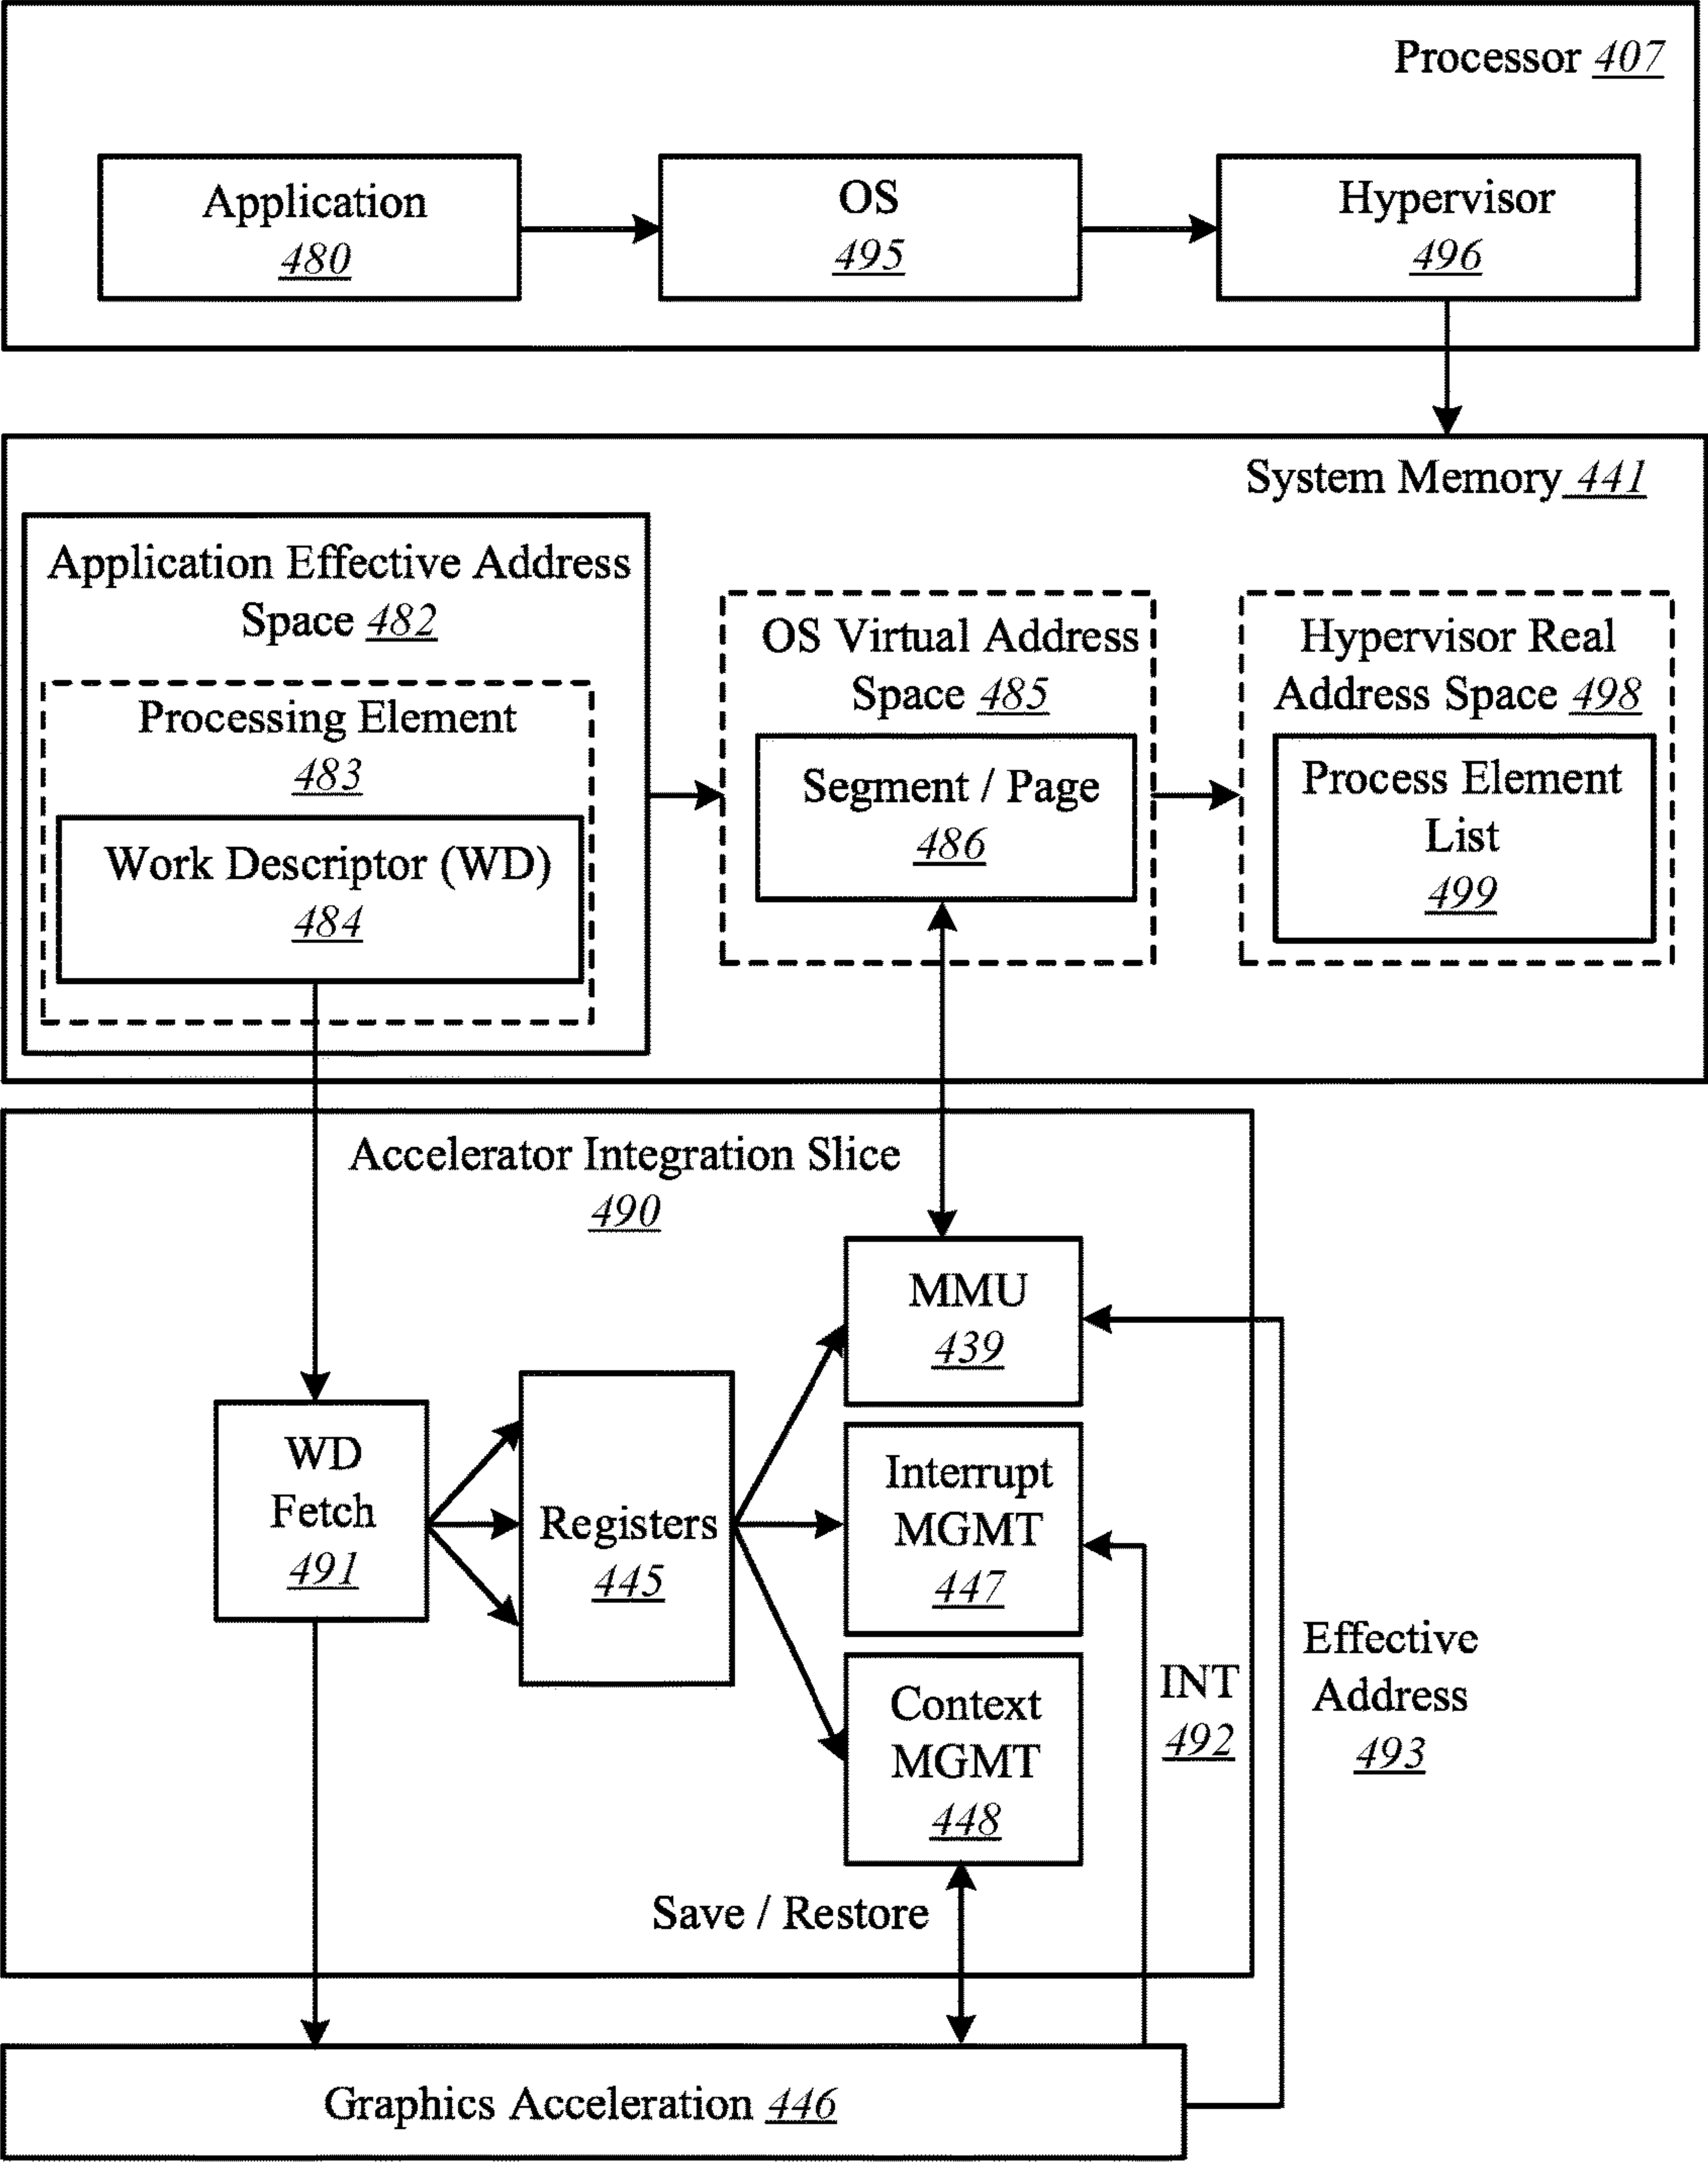 Processor 407
Application
480
OS
495
Hypervisor
496
System Memory 441
Application Effective Address
Space 482
Processing Element
483
Work Descriptor (WD)
484
OS Virtual Address
Space 485
Segment / Page
486
Hypervisor Real
Address Space 498
Process Element
List
499
Accelerator Integration Slice
490
MMU
439
WD
Fetch
491
Registers
445
Interrupt
MGMT
447
Context
MGMT
448
INT
492
Effective
Address
493
Save / Restore
Graphics Acceleration 446